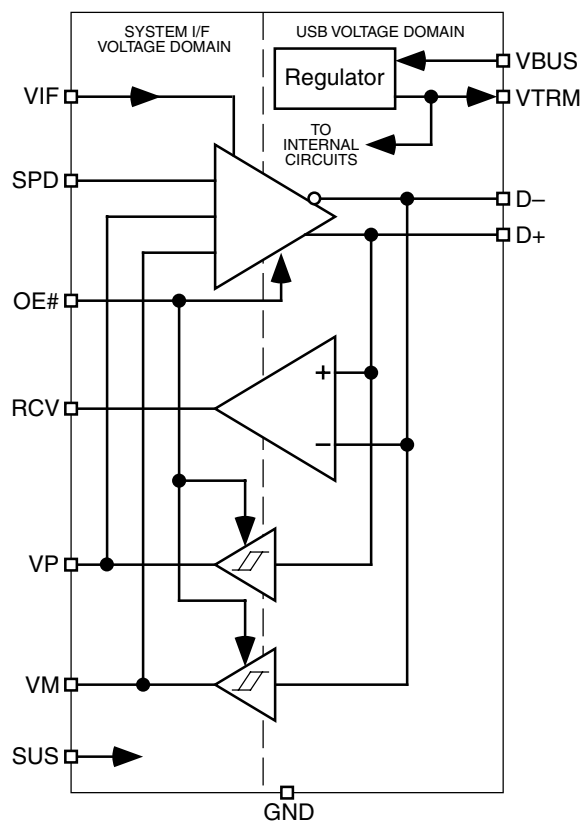 SYSTEM I/F
VOLTAGE DOMAIN
USB VOLTAGE DOMAIN
Regulator
VBUS
VTRM
VIF
TO
INTERNAL
CIRCUITS
SPD
D–
D+
OE#
+
RCV
–
VP
VM
SUS
GND